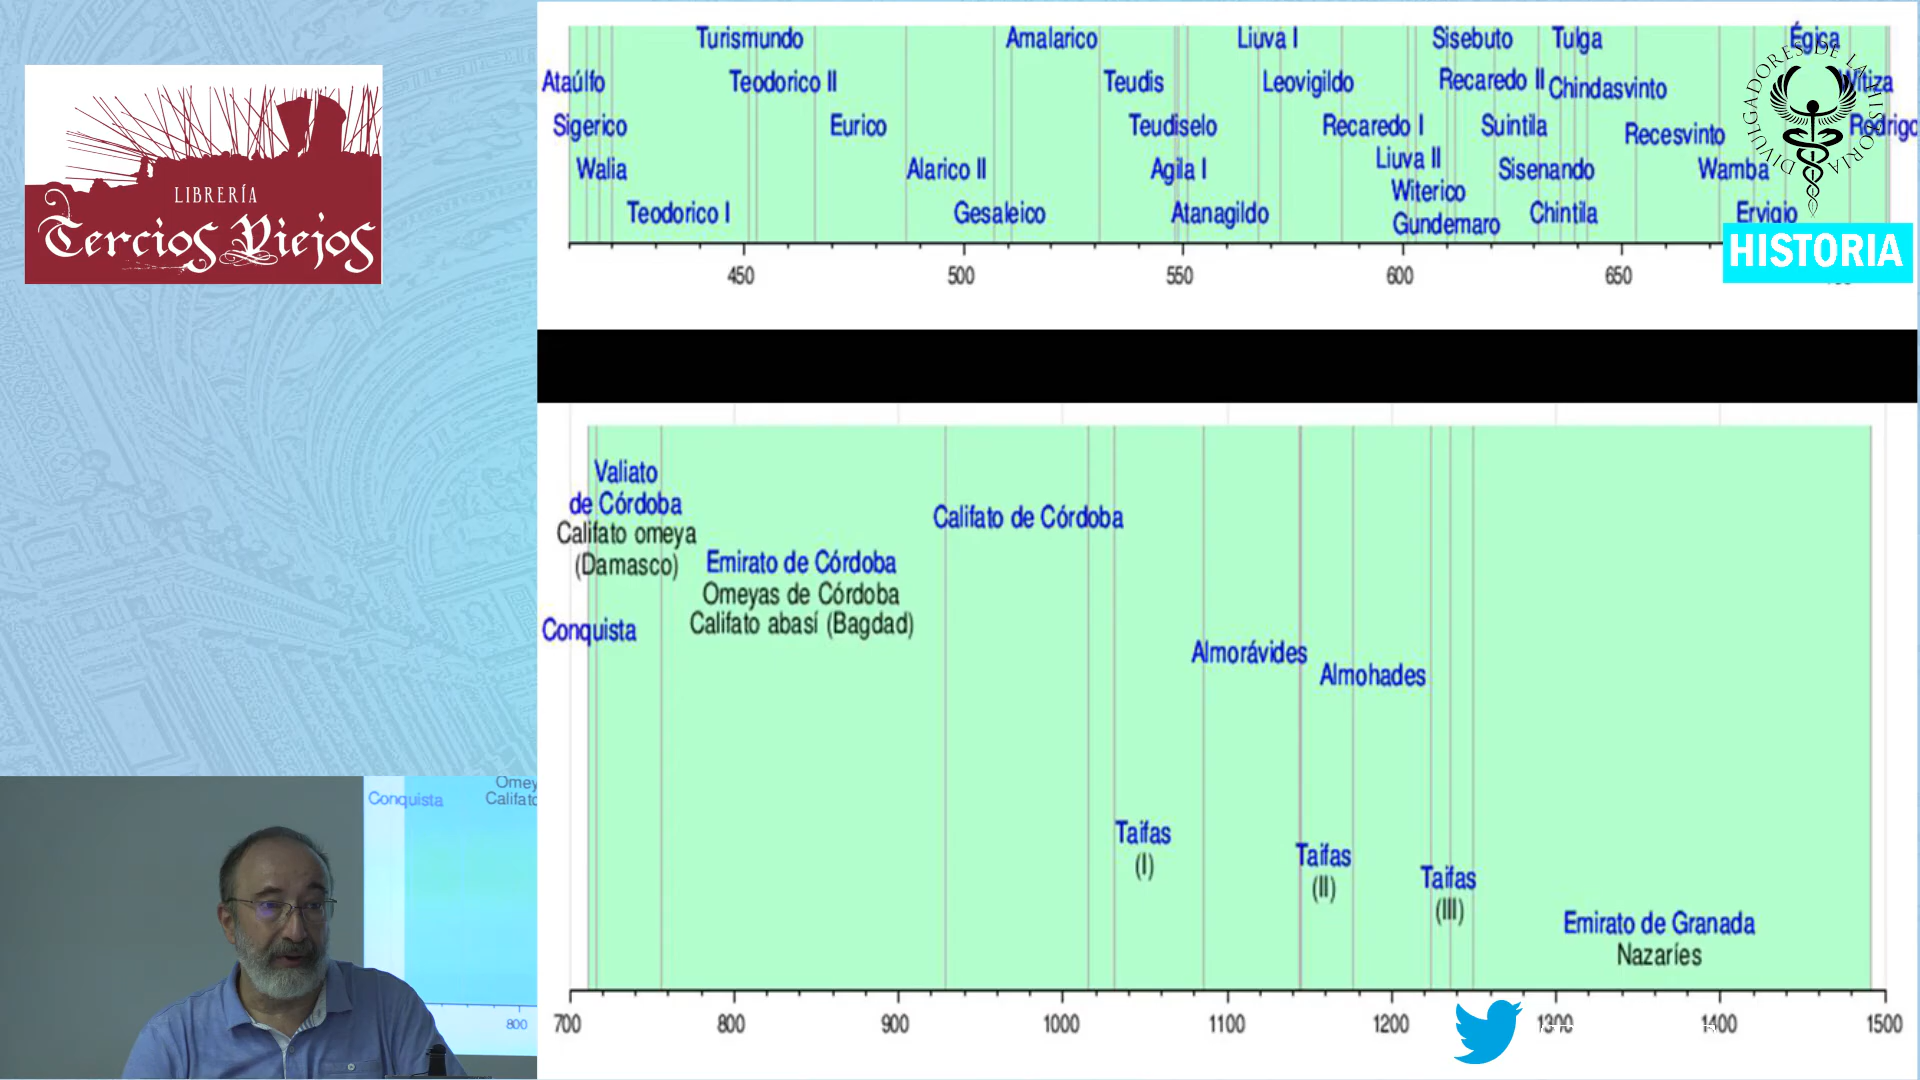 LIBRERÍA
Tercios Viejos
Turismundo
Amalarico
Liuva I
Sisebuto
Tulga
Égica
Ataúlfo
Teodorico II
Teudis
Leovigildo
Recaredo II
Chindasvinto
Witiza
Sigerico
Eurico
Teudiselo
Recaredo I
Suintila
Recesvinto
Rodrigo
Walia
Alarico II
Agila I
Liuva II
Sisenando
Wamba
Witerico
Teodorico I
Gesaleico
Atanagildo
Gundemaro
Chintila
Ervigio
450 500 550 600 650
DIVULGADORES DE LA HISTORIA
HISTORIA
Valiato
de Córdoba
Califato omeya
(Damasco)
Conquista
Emirato de Córdoba
Omeyas de Córdoba
Califato abasí (Bagdad)
Califato de Córdoba
Almorávides
Almohades
Taifas
(I)
Taifas
(II)
Taifas
(III)
Emirato de Granada
Nazaríes
700 800 900 1000 1100 1200 1300 1400 1500
Conquista
Omey
Califato
800